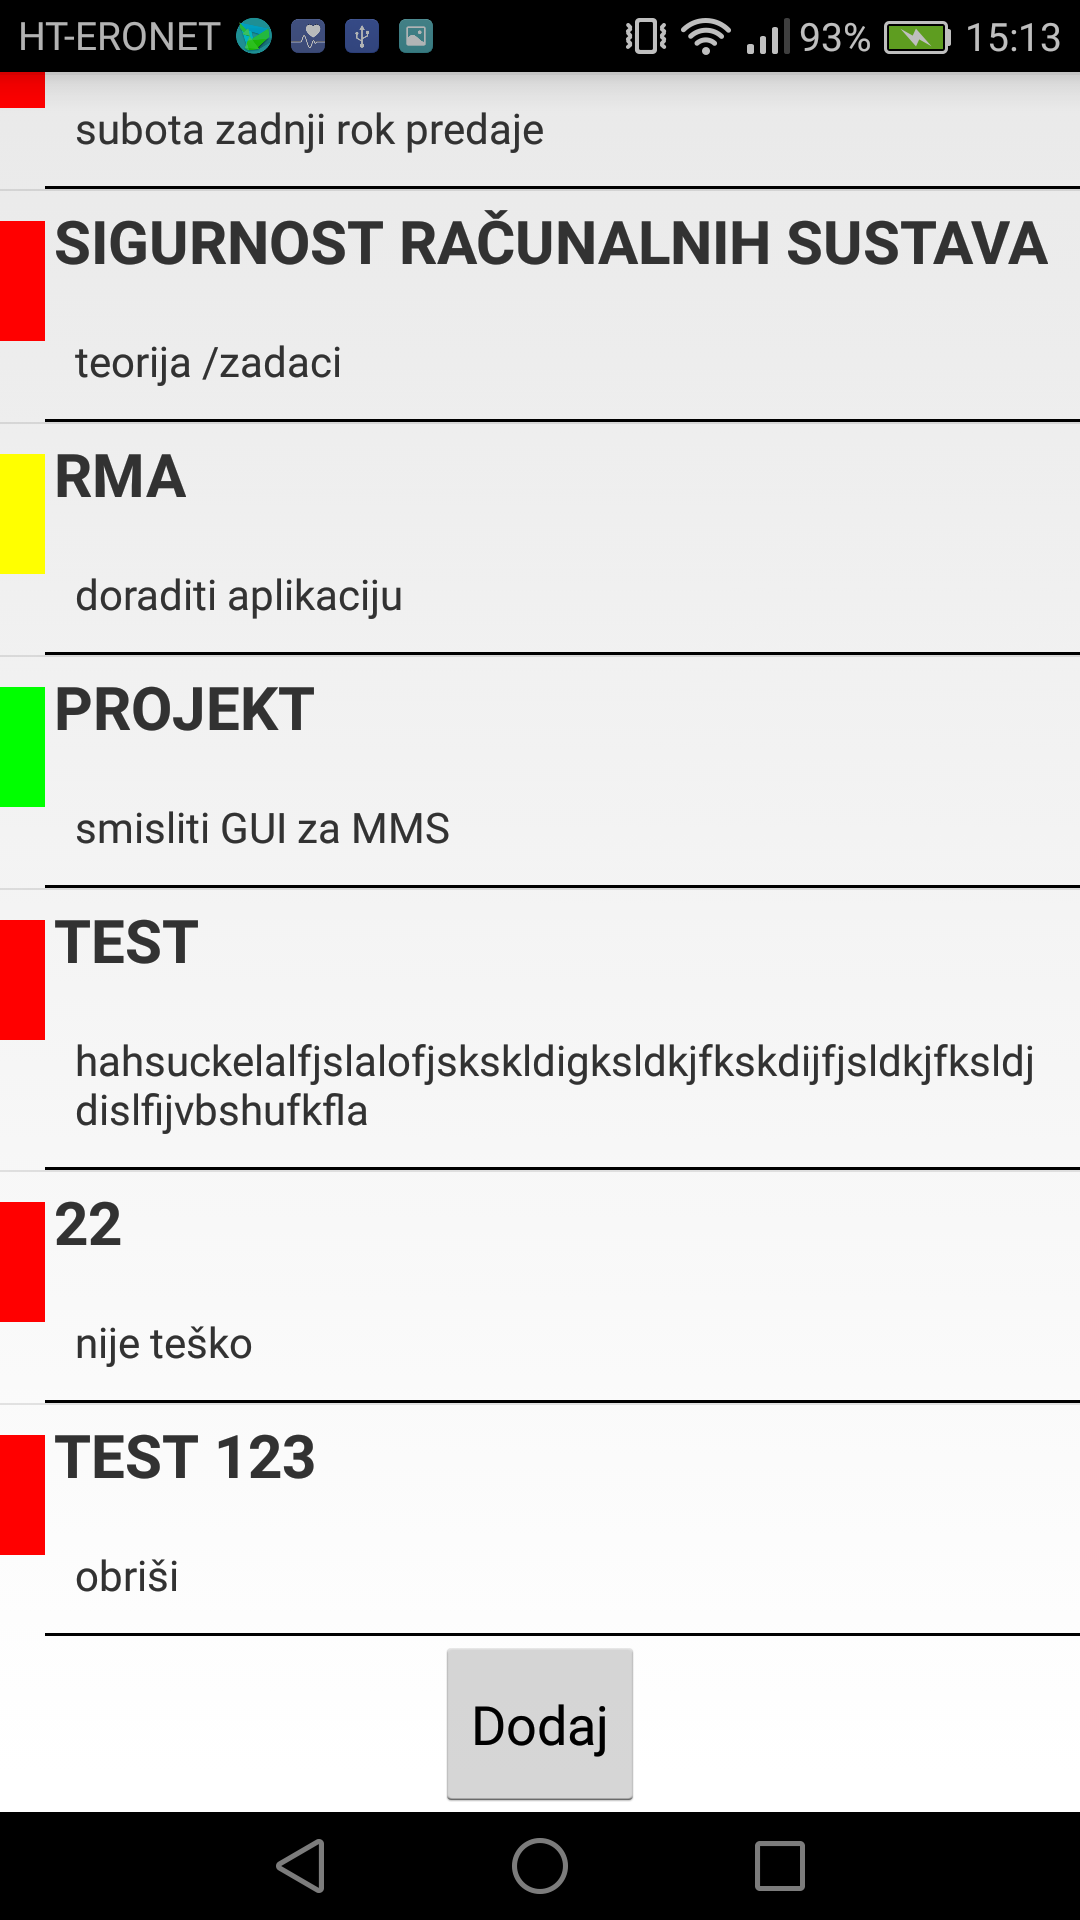 HT-ERONET 93% 15:13
subota zadnji rok predaje
SIGURNOST RAČUNALNIH SUSTAVA
teorija /zadaci
RMA
doraditi aplikaciju
PROJEKT
smisliti GUI za MMS
TEST
hahsuckelalfjslalofjskskldigksldkjfkskdijfjsldkjfksldj
dislfijvbshufkfla
22
nije teško
TEST 123
obriši
Dodaj